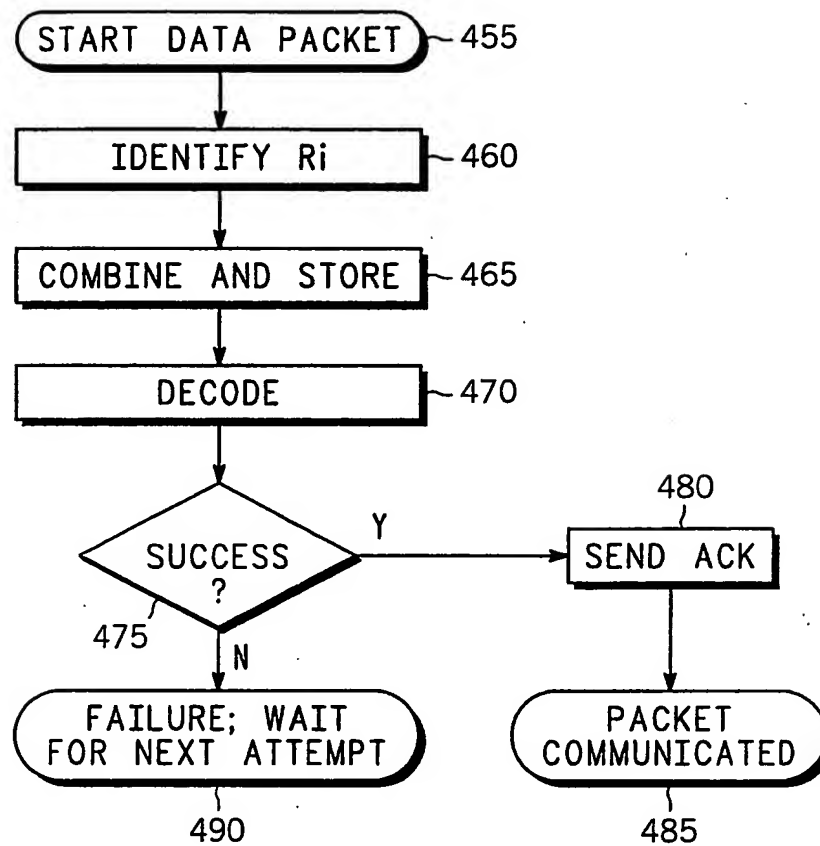 START DATA PACKET
455
IDENTIFY Ri
460
COMBINE AND STORE
465
DECODE
470
SUCCESS
?
475
Y
N
480
SEND ACK
FAILURE; WAIT
FOR NEXT ATTEMPT
490
PACKET
COMMUNICATED
485